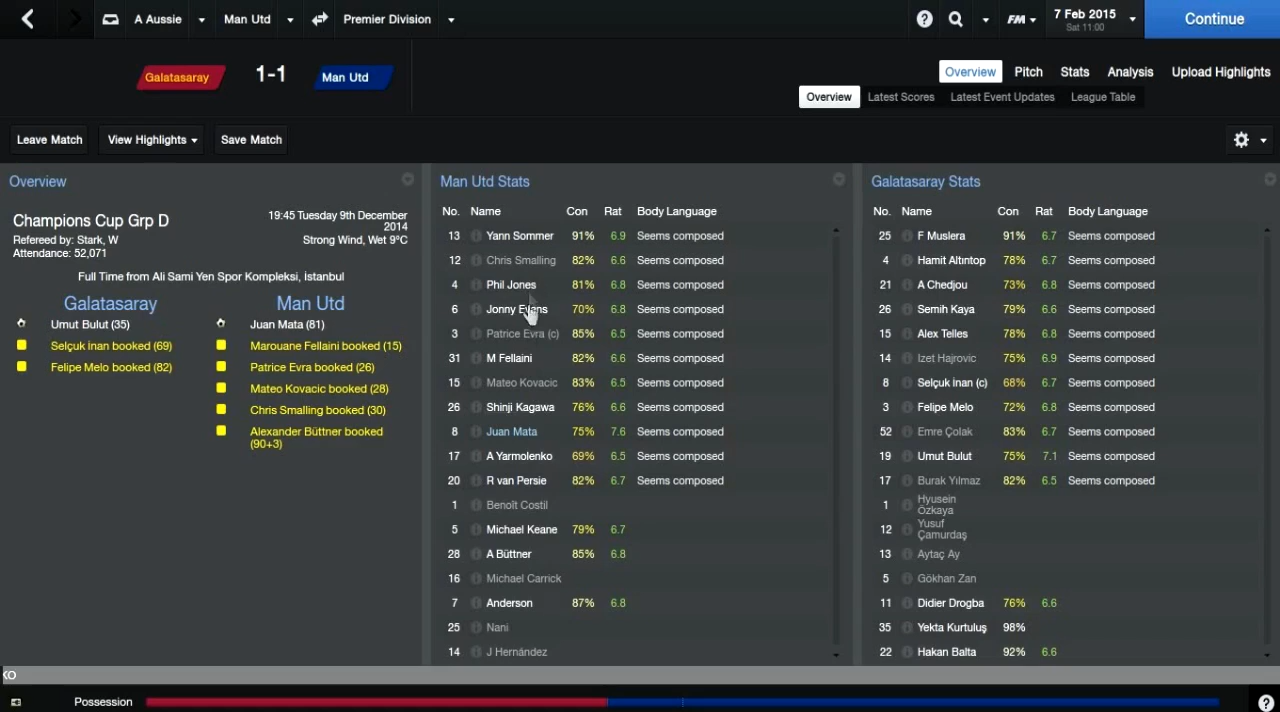 A Aussie Man Utd Premier Division FM 7 Feb 2015 Continue
Sat 11:00
Galatasaray 1-1 Man Utd
Overview Pitch Stats Analysis Upload Highlights
Overview Latest Scores Latest Event Updates League Table
Leave Match View Highlights Save Match
Overview
Champions Cup Grp D
Refereed by: Stark, W
Attendance: 52,071
19:45 Tuesday 9th December
2014
Strong Wind, Wet 9°C
Full Time from Ali Sami Yen Spor Kompleksi, İstanbul
Galatasaray
Umut Bulut (35)
Selçuk İnan booked (69)
Felipe Melo booked (82)
Man Utd
Juan Mata (81)
Marouane Fellaini booked (15)
Patrice Evra booked (26)
Mateo Kovacic booked (28)
Chris Smalling booked (30)
Alexander Büttner booked
(90+3)
Man Utd Stats
No. Name Con Rat Body Language
13 Yann Sommer 91% 6.9 Seems composed
12 Chris Smalling 82% 6.6 Seems composed
4 Phil Jones 81% 6.8 Seems composed
6 Jonny Evans 70% 6.8 Seems composed
3 Patrice Evra (c) 85% 6.5 Seems composed
31 M Fellaini 82% 6.6 Seems composed
15 Mateo Kovacic 83% 6.5 Seems composed
26 Shinji Kagawa 76% 6.6 Seems composed
8 Juan Mata 75% 7.6 Seems composed
17 A Yarmolenko 69% 6.5 Seems composed
20 R van Persie 82% 6.7 Seems composed
1 Benoît Costil
5 Michael Keane 79% 6.7
28 A Büttner 85% 6.8
16 Michael Carrick
7 Anderson 87% 6.8
25 Nani
14 J Hernández
Galatasaray Stats
No. Name Con Rat Body Language
25 F Muslera 91% 6.7 Seems composed
4 Hamit Altıntop 78% 6.7 Seems composed
21 A Chedjou 73% 6.8 Seems composed
26 Semih Kaya 79% 6.6 Seems composed
15 Alex Telles 78% 6.8 Seems composed
14 Izet Hajrovic 75% 6.9 Seems composed
8 Selçuk İnan (c) 68% 6.7 Seems composed
3 Felipe Melo 72% 6.8 Seems composed
52 Emre Çolak 83% 6.7 Seems composed
19 Umut Bulut 75% 7.1 Seems composed
17 Burak Yılmaz 82% 6.5 Seems composed
1 Hyusein
Özkaya
12 Yusuf
Çamurdaş
13 Aytaç Ay
5 Gökhan Zan
11 Didier Drogba 76% 6.6
35 Yekta Kurtuluş 98%
22 Hakan Balta 92% 6.6
KO
Possession